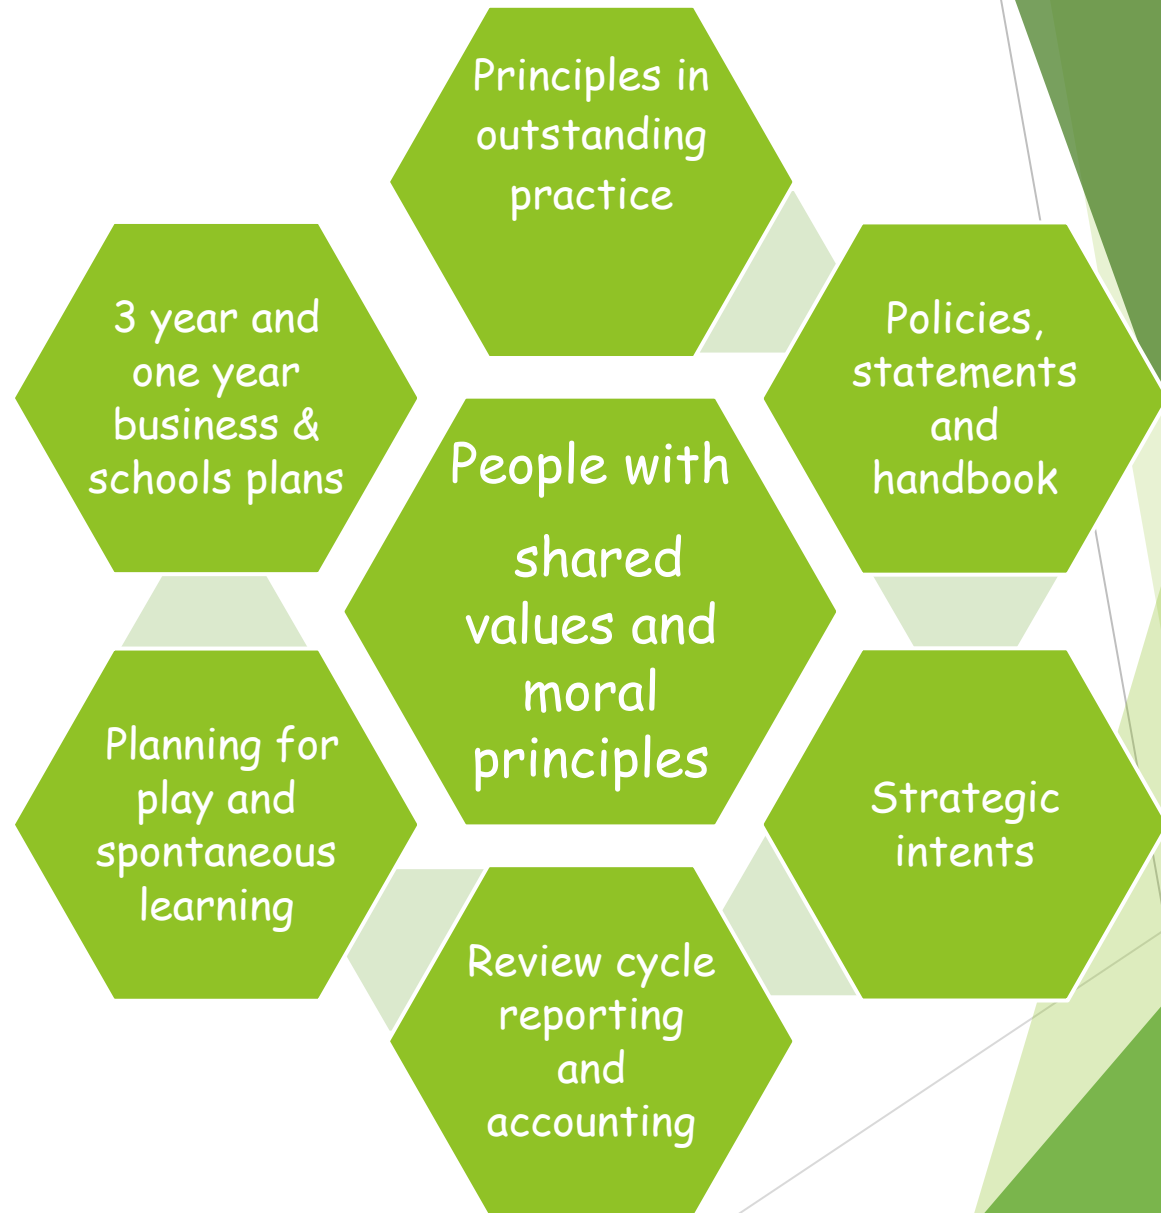 Principles in
outstanding
practice
Policies,
statements
and
handbook
Strategic
intents
Review cycle
reporting
and
accounting
Planning for
play and
spontaneous
learning
3 year and
one year
business &
schools plans
People with
shared
values and
moral
principles